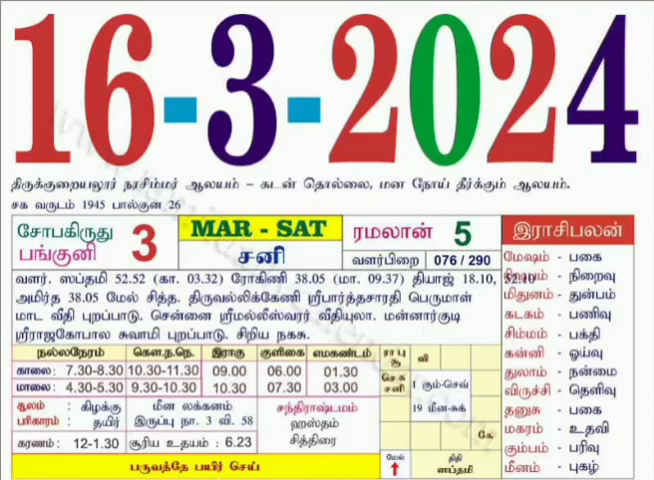 16-3-2024
திருக்குறையலூர் நரசிம்மர் ஆலயம் - கடன் தொல்லை, மன நோய் தீர்க்கும் ஆலயம்.
சக வருடம் 1945 பால்குன 26
சோபகிருது
பங்குனி 3
MAR - SAT
சனி
ரமலான் 5
வளர்பிறை 076 / 290
வளர். ஸப்தமி 52.52 (கா. 03.32) ரோகிணி 38.05 (மா. 09.37) தியாஜ் 18.10, 52.10
அமிர்த 38.05 மேல் சித்த. திருவல்லிக்கேணி ஸ்ரீபார்த்தசாரதி பெருமாள்
மாட வீதி புறப்பாடு. சென்னை ஸ்ரீமல்லீஸ்வரர் வீதியுலா. மன்னார்குடி
ஸ்ரீராஜகோபால சுவாமி புறப்பாடு. சிறிய நகசு.
நல்லநேரம் கௌ.ந.நெ. இராகு குளிகை எமகண்டம்
காலை: 7.30-8.30 10.30-11.30 09.00 06.00 01.30
மாலை: 4.30-5.30 9.30-10.30 10.30 07.30 03.00
சூலம் : கிழக்கு
பரிகாரம் : தயிர்
மீன லக்கனம்
இருப்பு நா. 3 வி. 58
கரணம் : 12-1.30 சூரிய உதயம் : 6.23
சந்திராஷ்டமம்
ஹஸ்தம்
சித்திரை
ரா பு
சூ
வி
செ சு
சனி
1 கும்-செவ்
19 மீன-சுக்
கே
மேல்
திதி
ஸப்தமி
பருவத்தே பயிர் செய்
இராசிபலன்
மேஷம் - பகை
ரிஷபம் - நிறைவு
மிதுனம் - துன்பம்
கடகம் - பணிவு
சிம்மம் - பக்தி
கன்னி - ஓய்வு
துலாம் - நன்மை
விருச்சி - தெளிவு
தனுசு - பகை
மகரம் - உதவி
கும்பம் - பரிவு
மீனம் - புகழ்